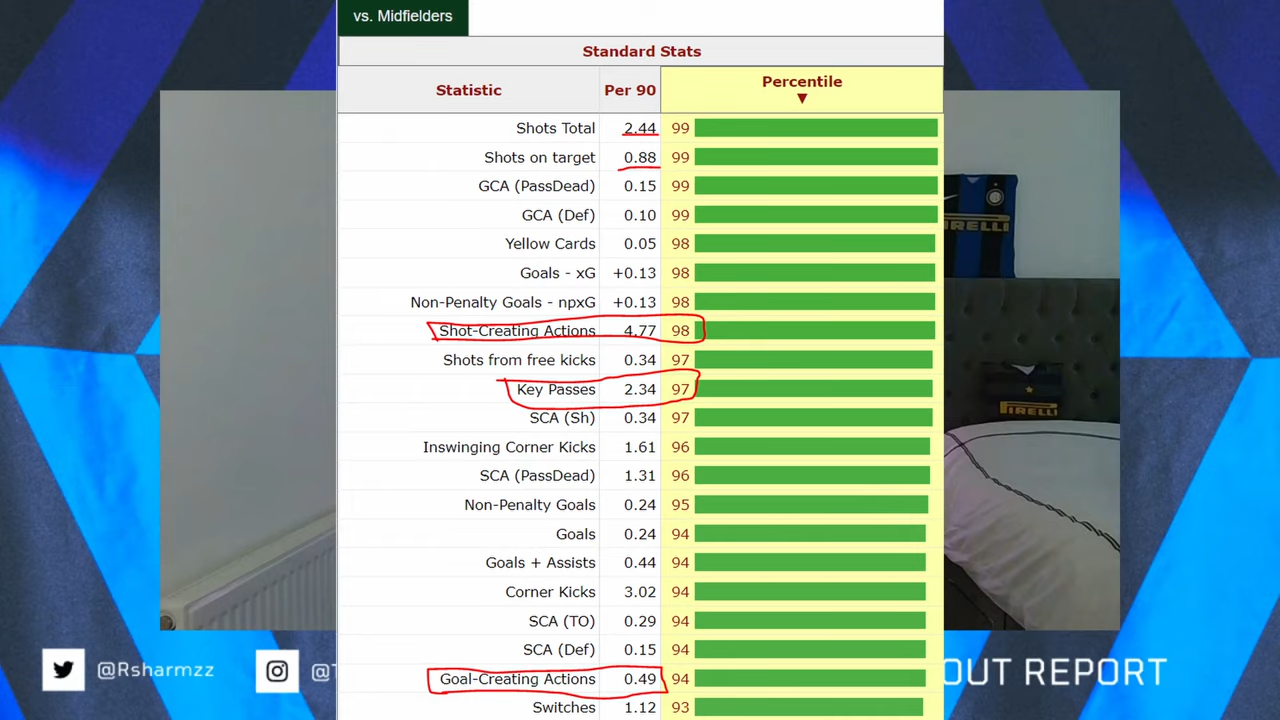 vs. Midfielders
Standard Stats
Statistic Per 90 Percentile
▼
Shots Total 2.44 99
Shots on target 0.88 99
GCA (PassDead) 0.15 99
GCA (Def) 0.10 99
Yellow Cards 0.05 98
Goals - xG +0.13 98
Non-Penalty Goals - npxG +0.13 98
Shot-Creating Actions 4.77 98
Shots from free kicks 0.34 97
Key Passes 2.34 97
SCA (Sh) 0.34 97
Inswinging Corner Kicks 1.61 96
SCA (PassDead) 1.31 96
Non-Penalty Goals 0.24 95
Goals 0.24 94
Goals + Assists 0.44 94
Corner Kicks 3.02 94
SCA (TO) 0.29 94
SCA (Def) 0.15 94
Goal-Creating Actions 0.49 94
Switches 1.12 93
IRELLI
PIRELLI
@Rsharmzz
@T
OUT REPORT